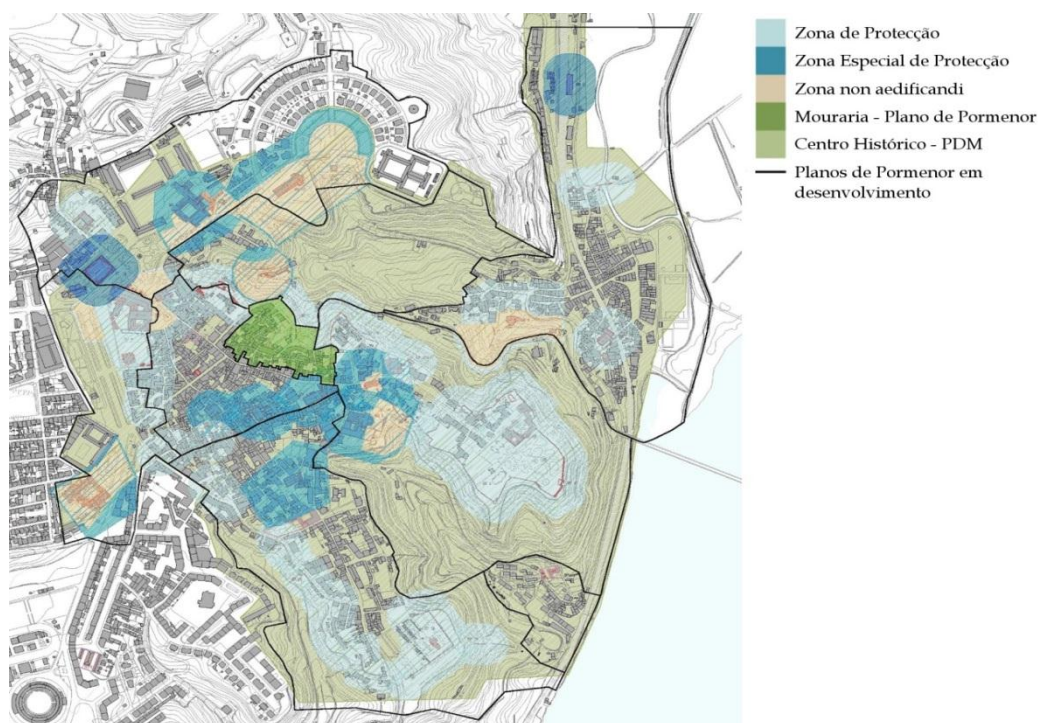 Zona de Protecção
Zona Especial de Protecção
Zona non aedificandi
Mouraria - Plano de Pormenor
Centro Histórico - PDM
Planos de Pormenor em
desenvolvimento